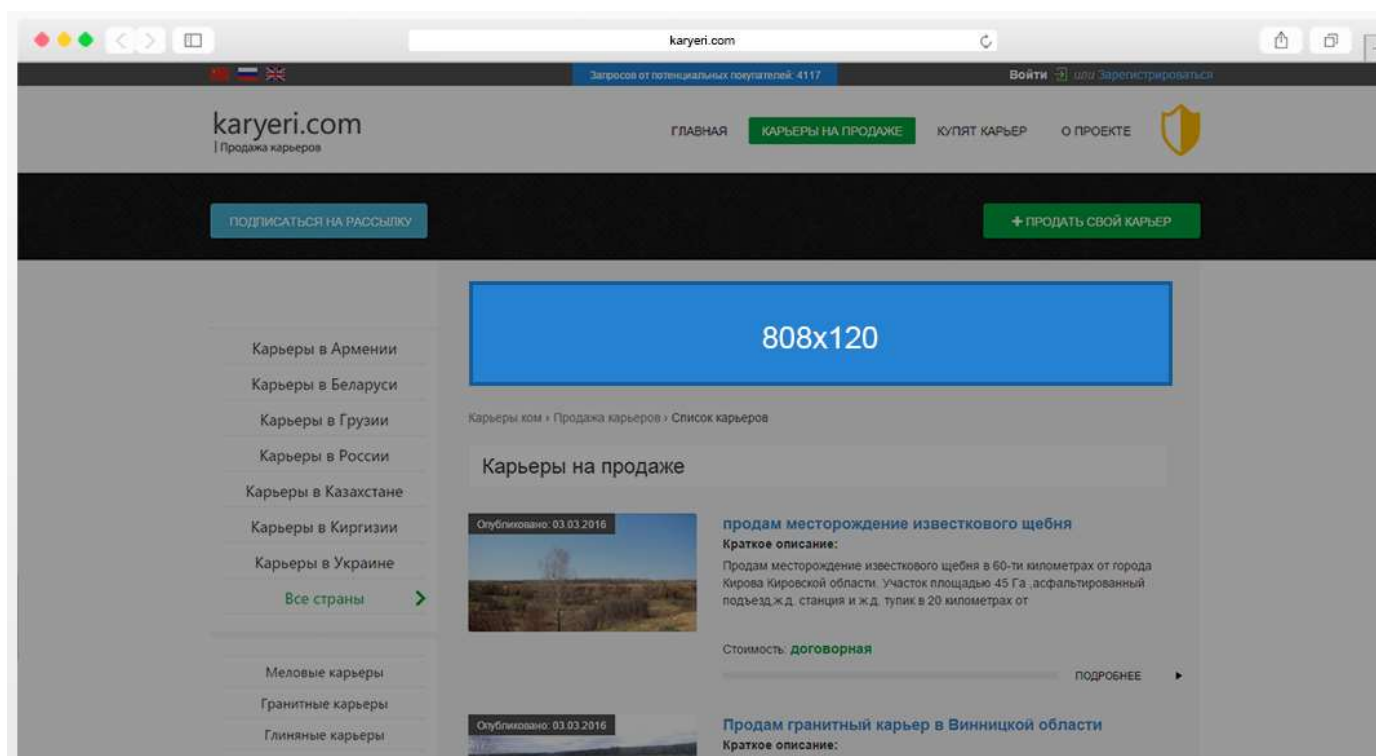 karyeri.com
Запросов от потенциальных покупателей: 4117
Войти или Зарегистрироваться
karyeri.com
Продажа карьеров
ГЛАВНАЯ
КАРЬЕРЫ НА ПРОДАЖЕ
КУПЯТ КАРЬЕР
О ПРОЕКТЕ
ПОДПИСАТЬСЯ НА РАССЫЛКУ
+ ПРОДАТЬ СВОЙ КАРЬЕР
808x120
Карьеры в Армении
Карьеры в Беларуси
Карьеры в Грузии
Карьеры в России
Карьеры в Казахстане
Карьеры в Киргизии
Карьеры в Украине
Все страны
Меловые карьеры
Гранитные карьеры
Глиняные карьеры
Карьеры ком › Продажа карьеров › Список карьеров
Карьеры на продаже
Опубликовано: 03.03.2016
продам месторождение известкового щебня
Краткое описание:
Продам месторождение известкового щебня в 60-ти километрах от города
Кирова Кировской области. Участок площадью 45 Га ,асфальтированный
подъезд,ж.д. станция и ж.д. тупик в 20 километрах от
Стоимость: договорная
ПОДРОБНЕЕ
Опубликовано: 03.03.2016
Продам гранитный карьер в Винницкой области
Краткое описание: